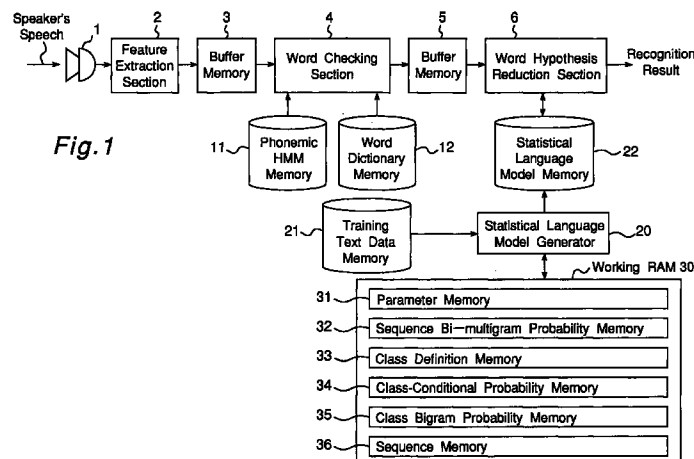 Speaker's
Speech
1
2
3
4
5
6
Feature
Extraction
Section
Buffer
Memory
Word Checking
Section
Buffer
Memory
Word Hypothesis
Reduction Section
Recognition
Result
Fig.1
11
Phonemic
HMM
Memory
Word
Dictionary
Memory
12
Statistical
Language
Model Memory
22
21
Training
Text Data
Memory
Statistical Language
Model Generator
20
Working RAM 30
31
Parameter Memory
32
Sequence Bi-multigram Probability Memory
33
Class Definition Memory
34
Class-Conditional Probability Memory
35
Class Bigram Probability Memory
36
Sequence Memory